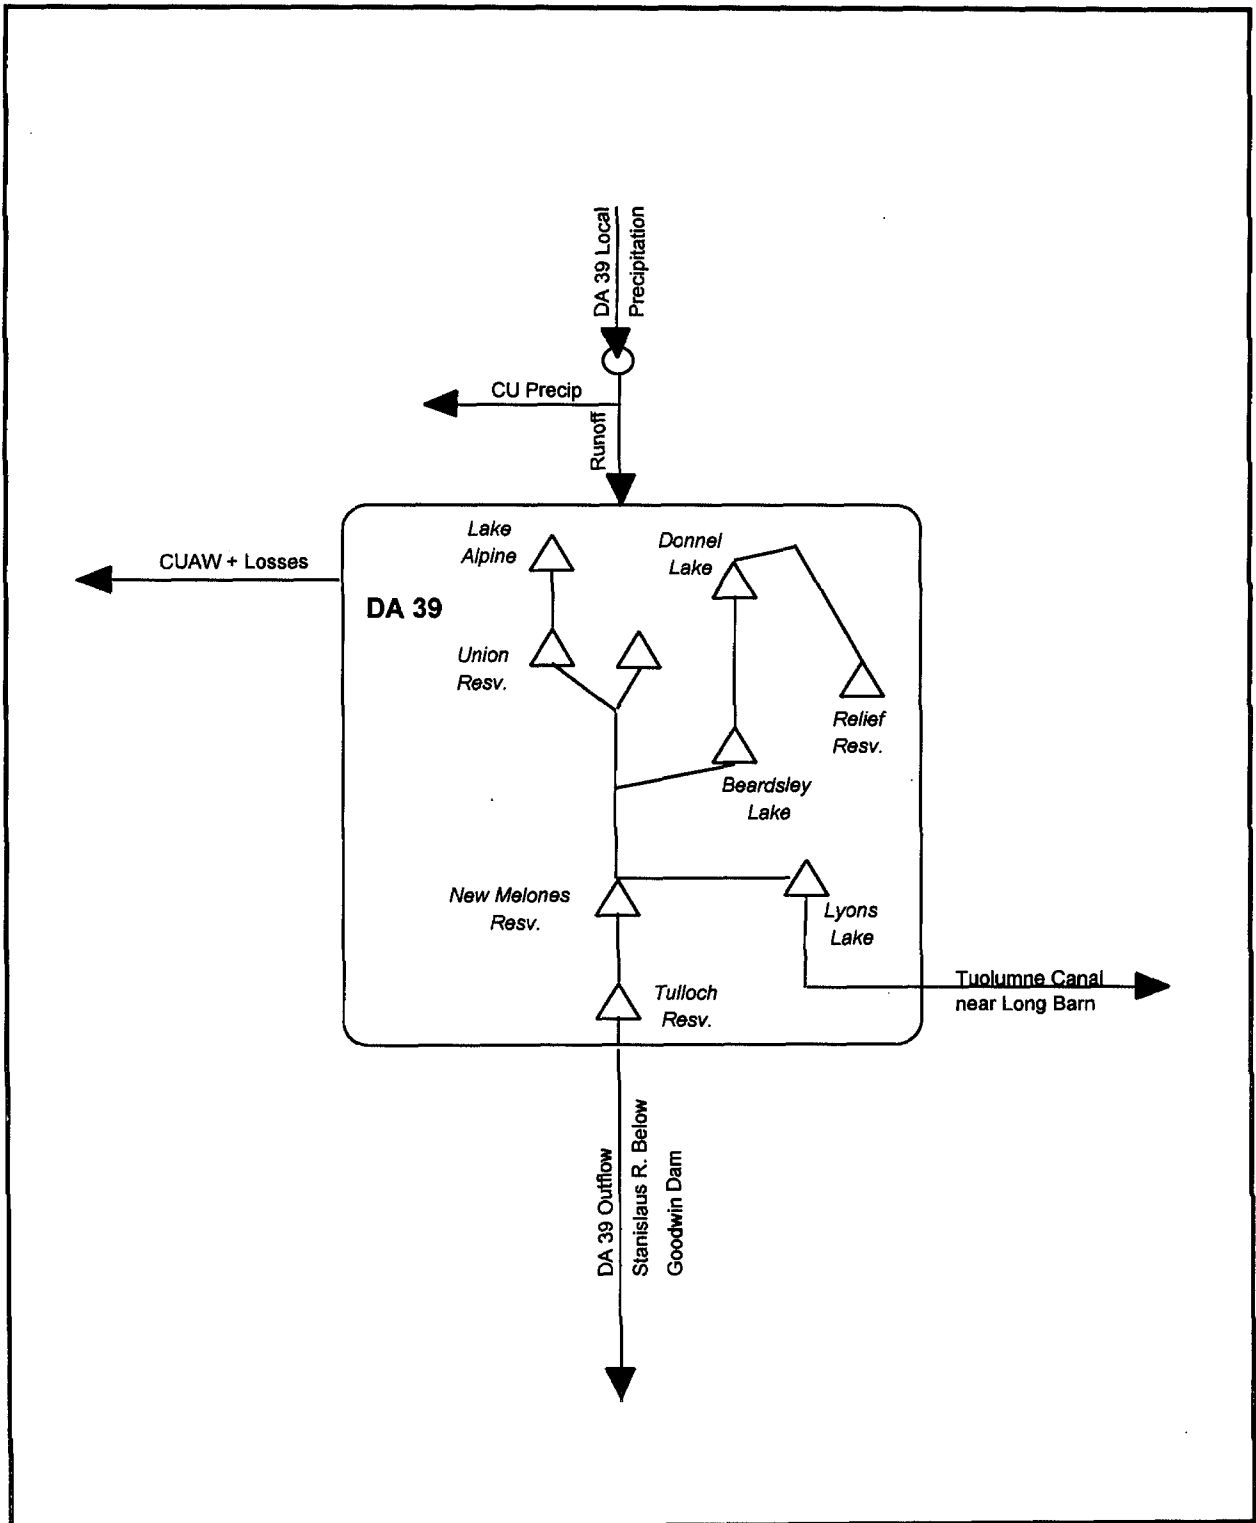 DA 39 Local
Precipitation
CU Precip
Runoff
Lake
Alpine
Donnel
Lake
CUAW + Losses
DA 39
Union
Resv.
Relief
Resv.
Beardsley
Lake
New Melones
Resv.
Lyons
Lake
Tuolumne Canal
near Long Barn
Tulloch
Resv.
DA 39 Outflow
Stanislaus R. Below
Goodwin Dam